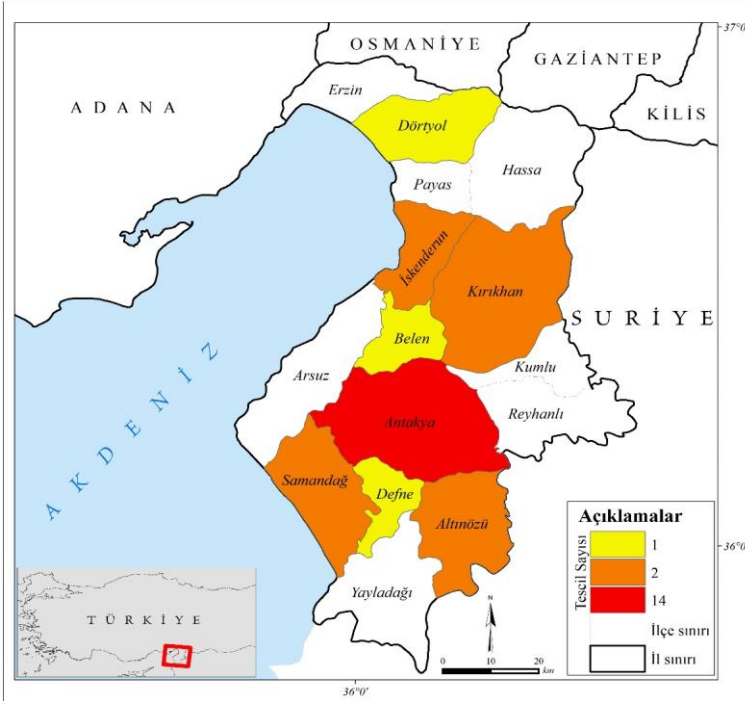 37°0'
OSMANİYE
GAZİANTEP
ADANA
KİLİS
Erzin
Dörtyol
Hassa
Payas
İskenderun
Kırıkhan
SURİYE
Belen
Kumlu
Arsuz
Reyhanlı
AKDENİZ
Antakya
Samandağ
Defne
Altınözü
Yayladağı
36°0'
Açıklamalar
Tescil Sayısı
1
2
14
İlçe sınırı
İl sınırı
TÜRKİYE
N
0 10 20
km
36°0'